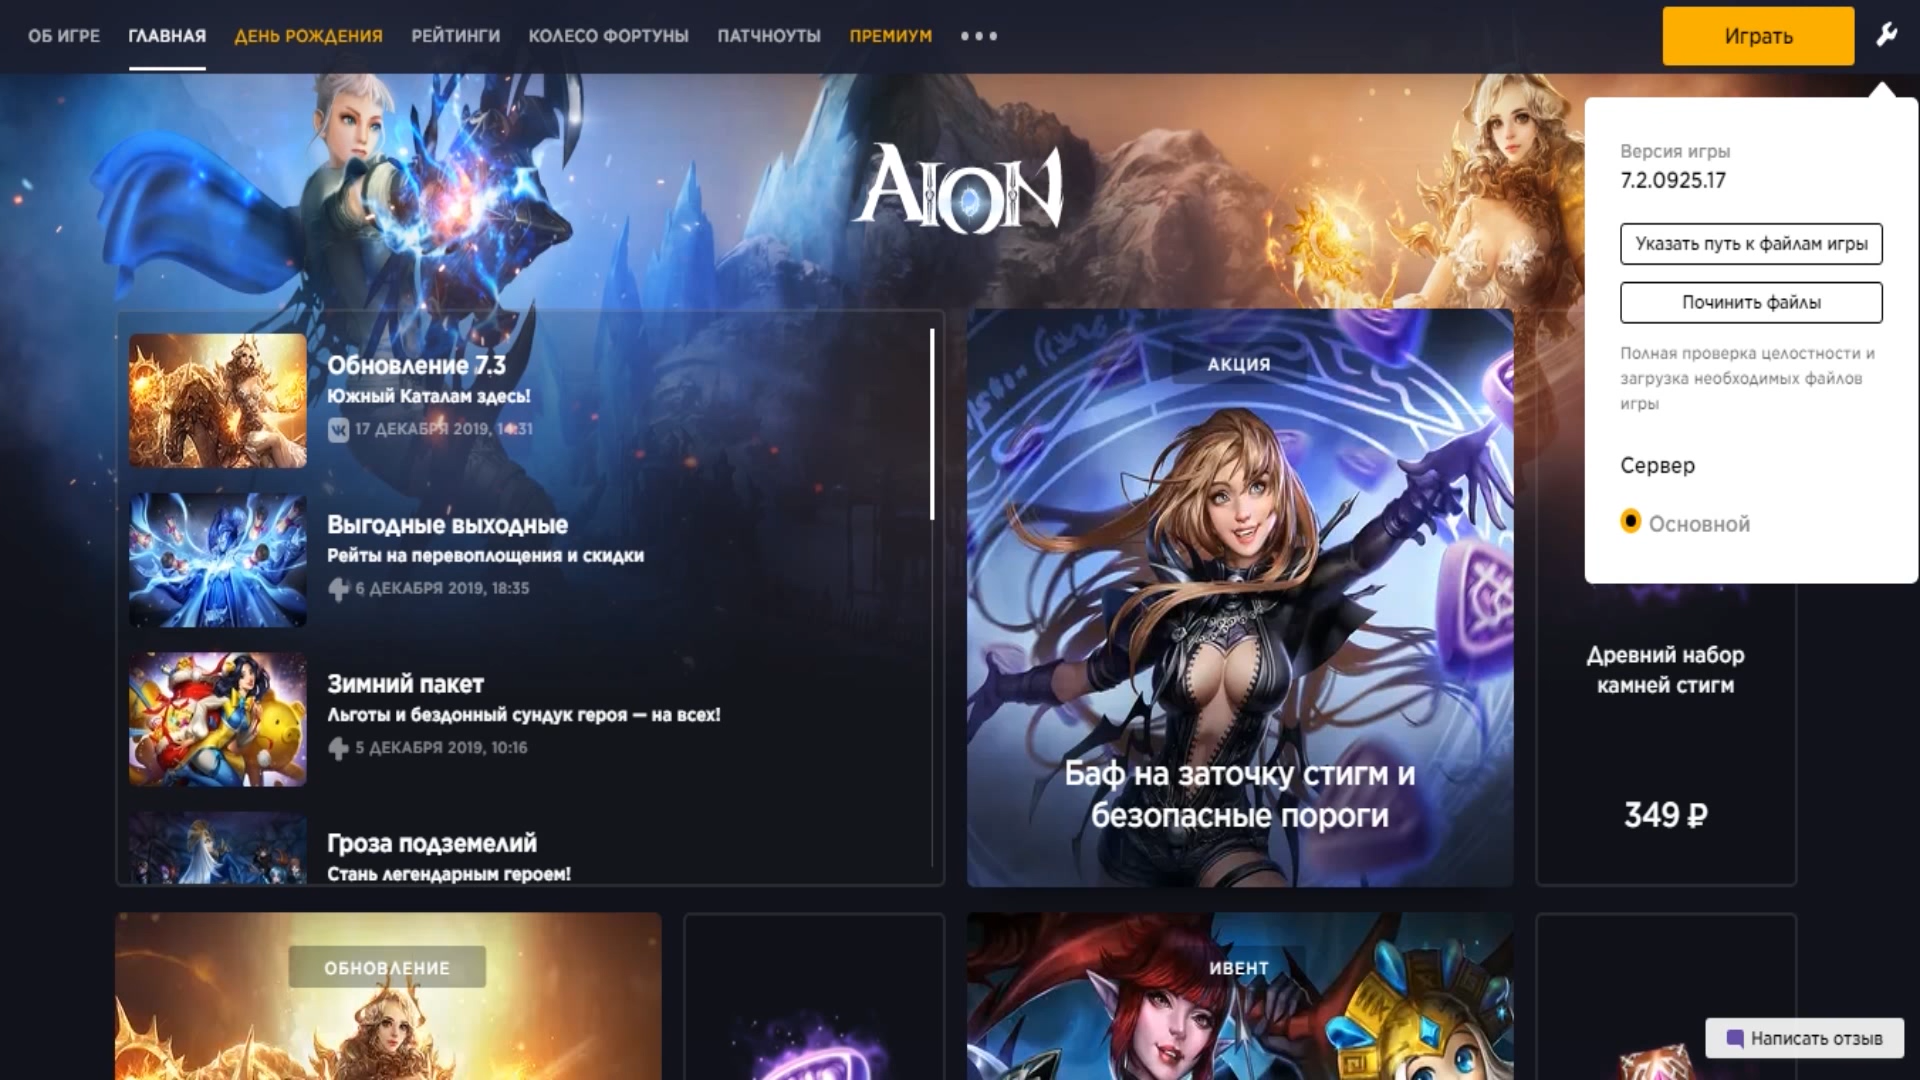 ОБ ИГРЕ ГЛАВНАЯ ДЕНЬ РОЖДЕНИЯ РЕЙТИНГИ КОЛЕСО ФОРТУНЫ ПАТЧНОУТЫ ПРЕМИУМ
Играть
AION
Версия игры
7.2.0925.17
Указать путь к файлам игры
Починить файлы
Полная проверка целостности и
загрузка необходимых файлов
игры
Сервер
Основной
Обновление 7.3
Южный Каталам здесь!
17 ДЕКАБРЯ 2019, 14:31
Выгодные выходные
Рейты на перевоплощения и скидки
6 ДЕКАБРЯ 2019, 18:35
Зимний пакет
Льготы и бездонный сундук героя — на всех!
5 ДЕКАБРЯ 2019, 10:16
Гроза подземелий
Стань легендарным героем!
АКЦИЯ
Баф на заточку стигм и
безопасные пороги
Древний набор
камней стигм
349 ₽
ОБНОВЛЕНИЕ
ИВЕНТ
Написать отзыв